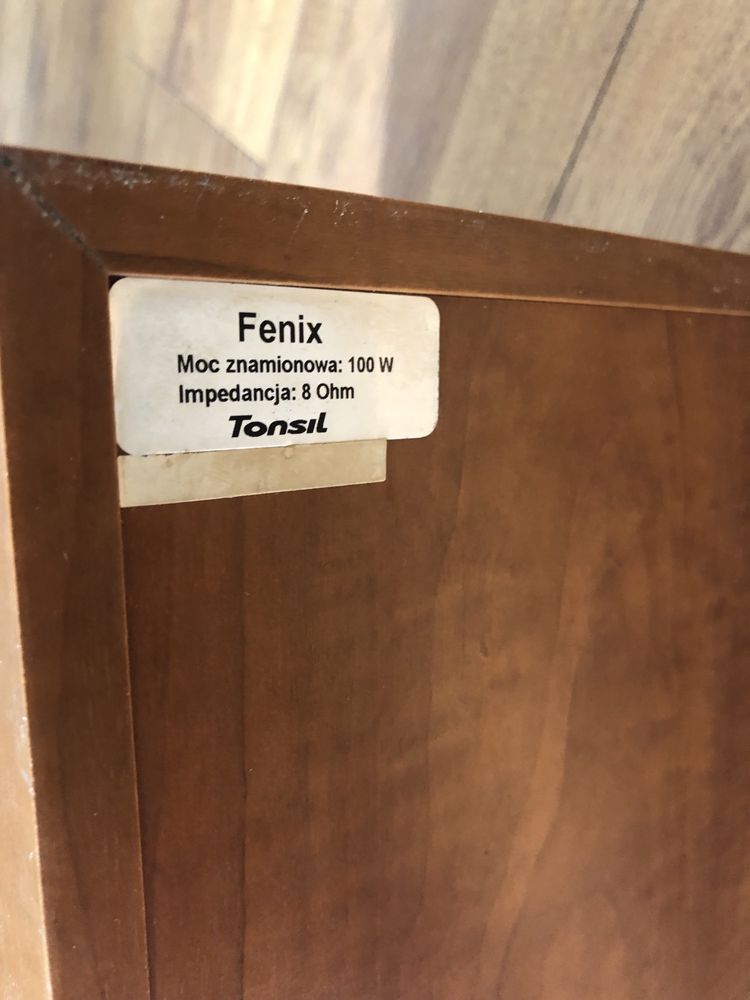 Fenix
Moc znamionowa: 100 W
Impedancja: 8 Ohm
Tonsil